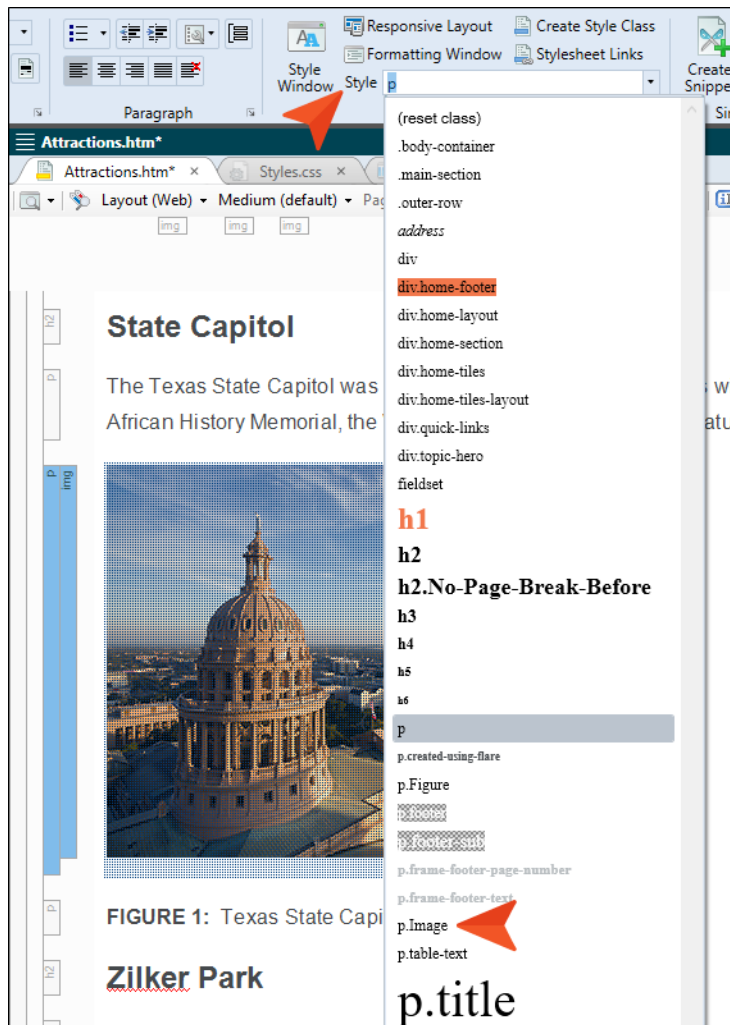 Responsive Layout
Create Style Class
Formatting Window
Stylesheet Links
Style
Window
Style p
Create
Snippe
Paragraph
Attractions.htm*
Attractions.htm* ×
Styles.css ×
Layout (Web)
Medium (default)
Pag
img
img
img
h2
State Capitol
p
The Texas State Capitol was
s w
African History Memorial, the
atu
p
img
p
FIGURE 1: Texas State Capi
h2
Zilker Park
(reset class)
.body-container
.main-section
.outer-row
address
div
div.home-footer
div.home-layout
div.home-section
div.home-tiles
div.home-tiles-layout
div.quick-links
div.topic-hero
fieldset
h1
h2
h2.No-Page-Break-Before
h3
h4
h5
h6
p
p.created-using-flare
p.Figure
p.footer
p.footer-sub
p.frame-footer-page-number
p.frame-footer-text
p.Image
p.table-text
p.title